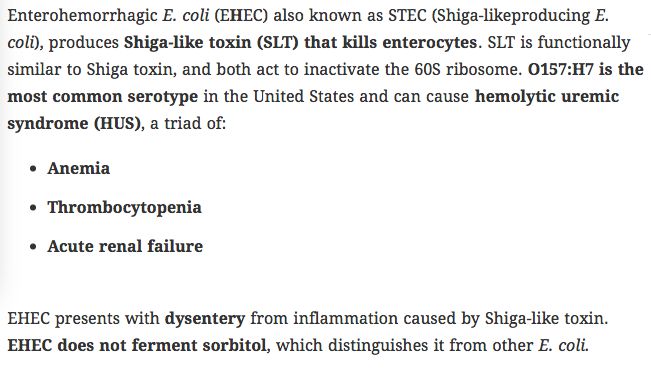 Enterohemorrhagic E. coli (EHEC) also known as STEC (Shiga-likeproducing E.
coli), produces Shiga-like toxin (SLT) that kills enterocytes. SLT is functionally
similar to Shiga toxin, and both act to inactivate the 60S ribosome. O157:H7 is the
most common serotype in the United States and can cause hemolytic uremic
syndrome (HUS), a triad of:
• Anemia
• Thrombocytopenia
• Acute renal failure
EHEC presents with dysentery from inflammation caused by Shiga-like toxin.
EHEC does not ferment sorbitol, which distinguishes it from other E. coli.